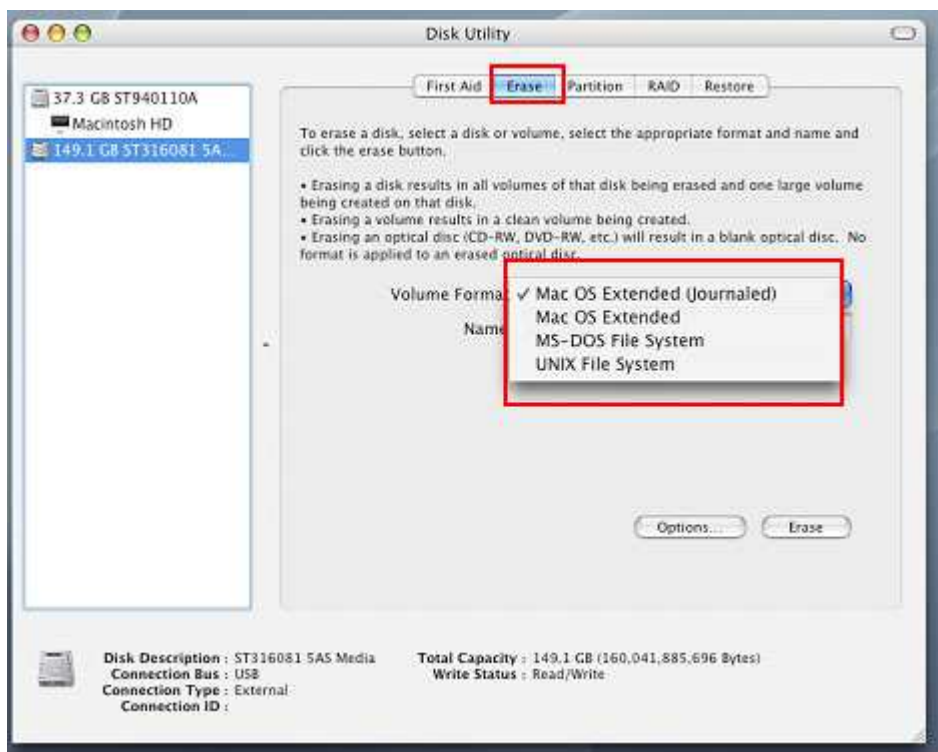 Disk Utility
37.3 GB ST940110A
Macintosh HD
149.1 GB ST316081 5A...
First Aid
Erase
Partition
RAID
Restore
To erase a disk, select a disk or volume, select the appropriate format and name and
click the erase button.
• Erasing a disk results in all volumes of that disk being erased and one large volume
being created on that disk.
• Erasing a volume results in a clean volume being created.
• Erasing an optical disc (CD-RW, DVD-RW, etc.) will result in a blank optical disc. No
format is applied to an erased optical disc.
Volume Forma
✓ Mac OS Extended (Journaled)
Mac OS Extended
MS-DOS File System
UNIX File System
Name
Options...
Erase
Disk Description : ST316081 5AS Media
Connection Bus : USB
Connection Type : External
Connection ID :
Total Capacity : 149.1 GB (160,041,885,696 Bytes)
Write Status : Read/Write